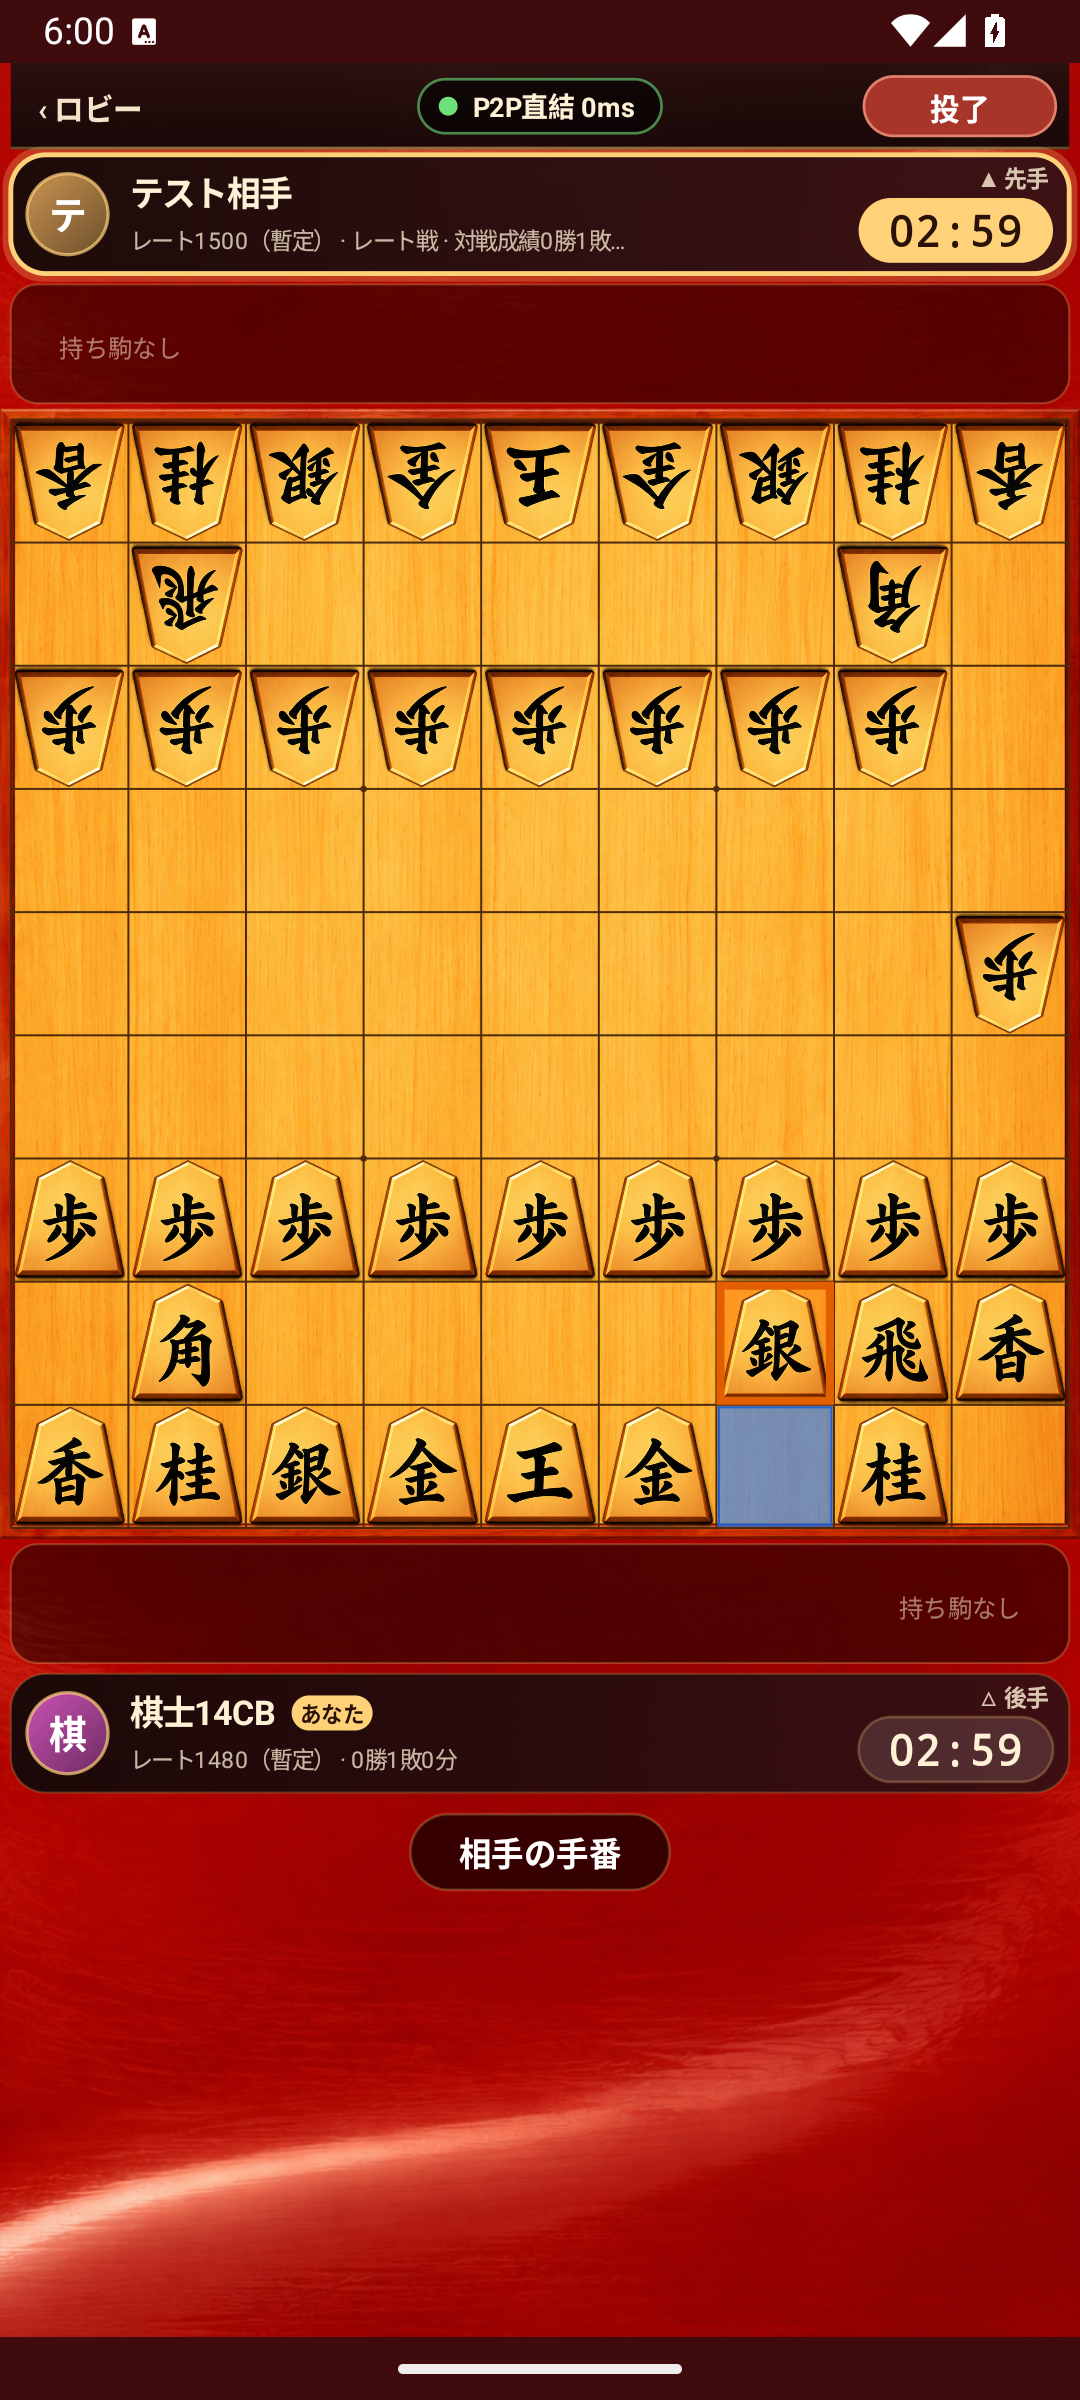 6:00 A
‹ ロビー
P2P直結 0ms
投了
テ
テスト相手
レート1500（暫定） · レート戦 · 対戦成績0勝1敗…
▲ 先手
02:59
持ち駒なし
香 桂 銀 金 玉 金 銀 桂 香
飛 角
歩 歩 歩 歩 歩 歩 歩 歩
歩
歩 歩 歩 歩 歩 歩 歩 歩 歩
角 銀 飛 香
香 桂 銀 金 王 金 桂
持ち駒なし
棋
棋士14CB あなた
レート1480（暫定） · 0勝1敗0分
△ 後手
02:59
相手の手番